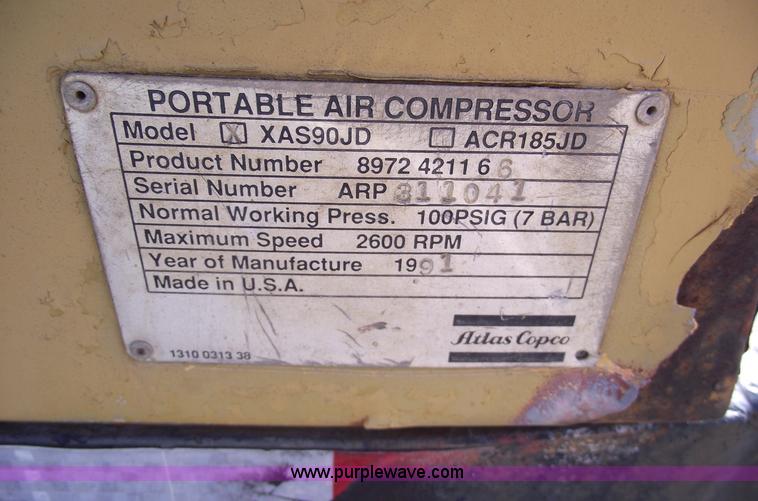 PORTABLE AIR COMPRESSOR
Model X XAS90JD ACR185JD
Product Number 8972 4211 6 6
Serial Number ARP 311041
Normal Working Press. 100PSIG (7 BAR)
Maximum Speed 2600 RPM
Year of Manufacture 1991
Made in U.S.A.
Atlas Copco
1310 0313 38
www.purplewave.com